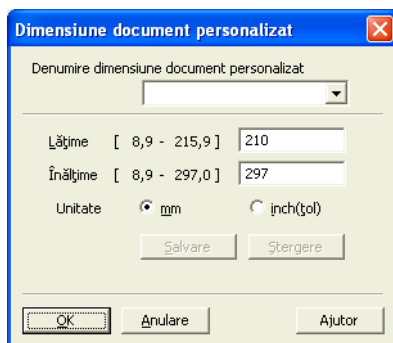 Dimensiune document personalizat
Denumire dimensiune document personalizat
Lăţime [ 8,9 - 215,9 ] 210
Înălţime [ 8,9 - 297,0 ] 297
Unitate mm inch(ţol)
Salvare Ştergere
OK Anulare Ajutor